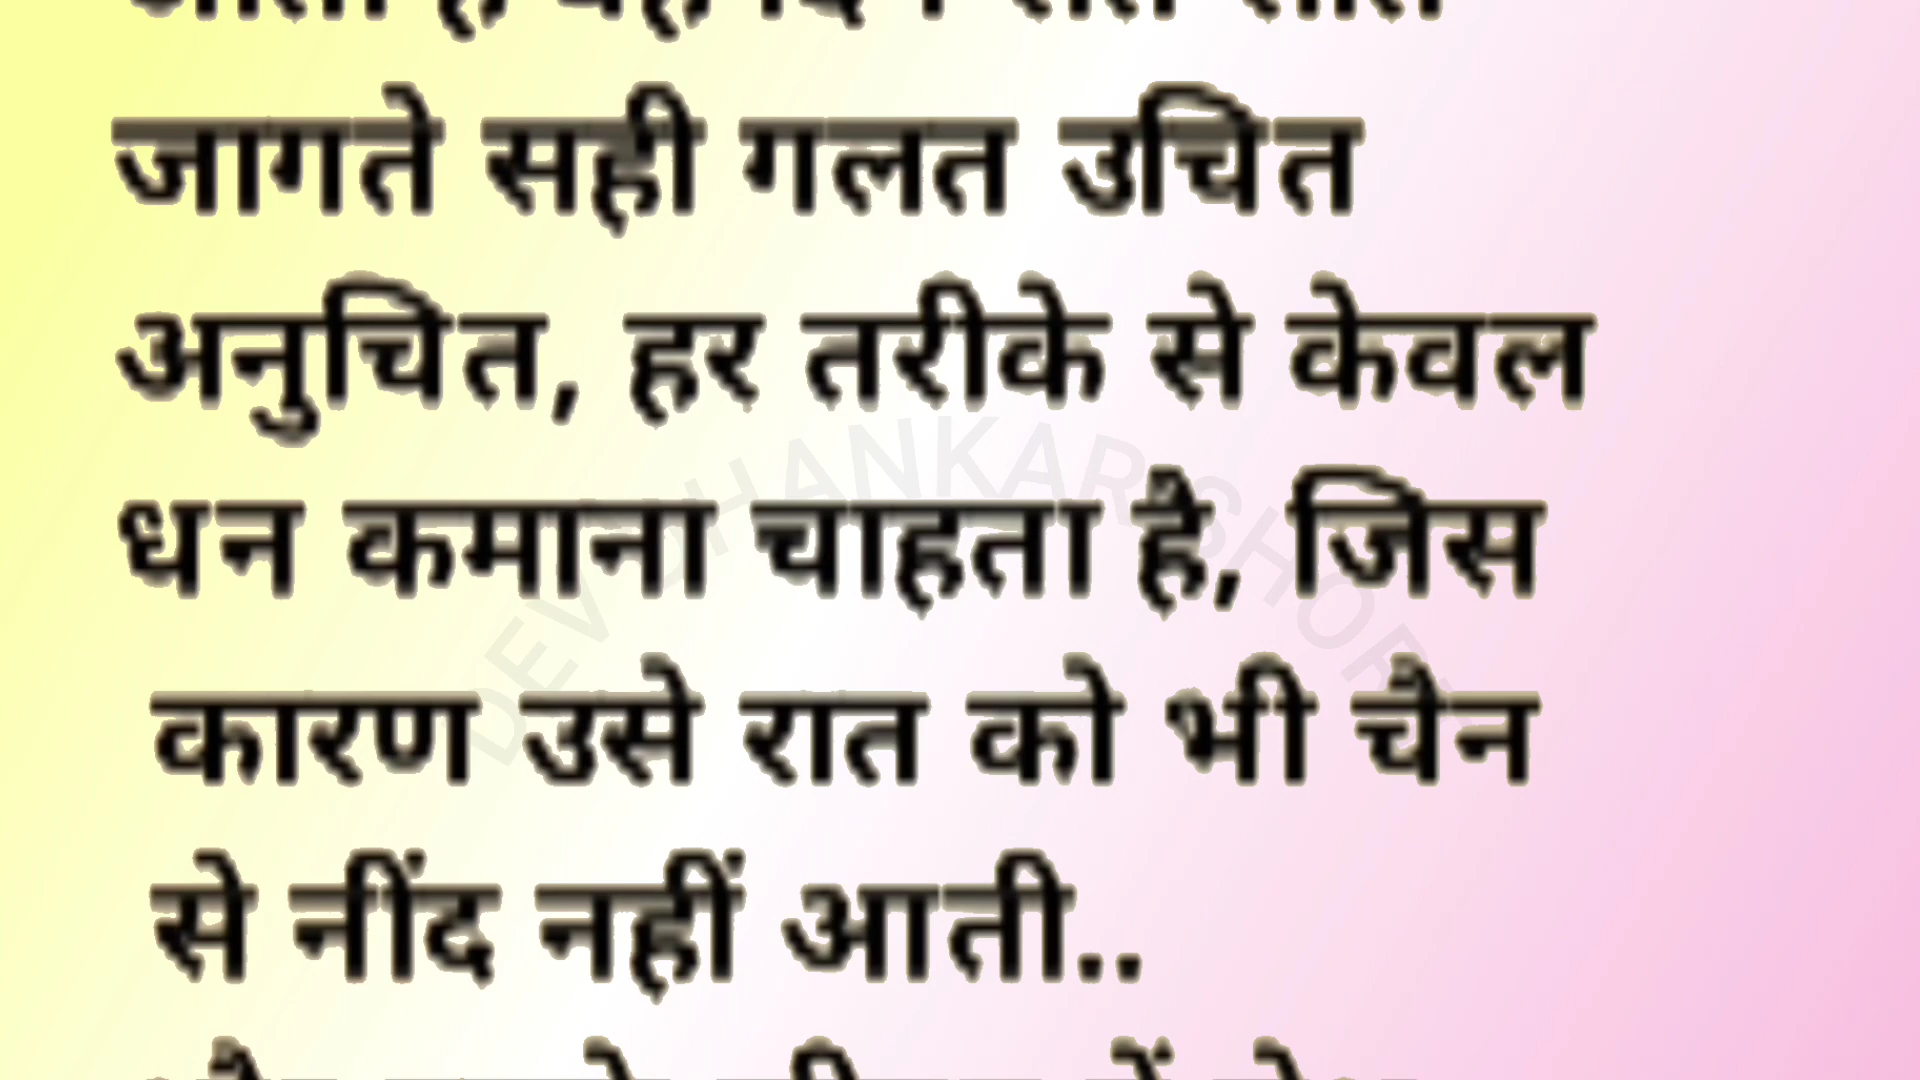 जागते सही गलत उचित
अनुचित, हर तरीके से केवल
धन कमाना चाहता है, जिस
कारण उसे रात को भी चैन
से नींद नहीं आती..